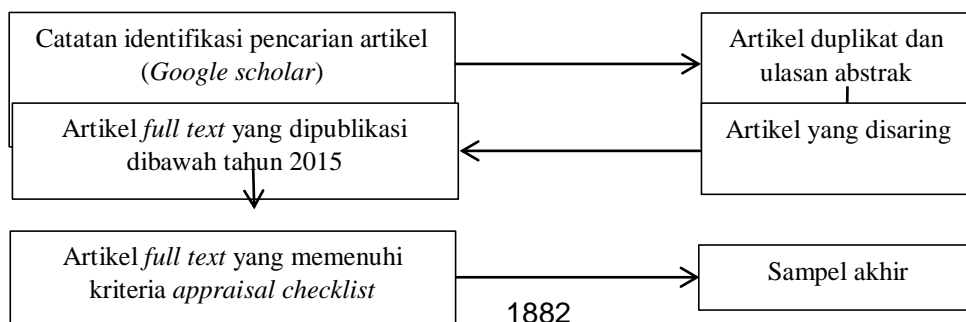 Catatan identifikasi pencarian artikel
(Google scholar)
Artikel duplikat dan
ulasan abstrak
Artikel yang disaring
Artikel full text yang dipublikasi
dibawah tahun 2015
Artikel full text yang memenuhi
kriteria appraisal checklist
Sampel akhir
1882